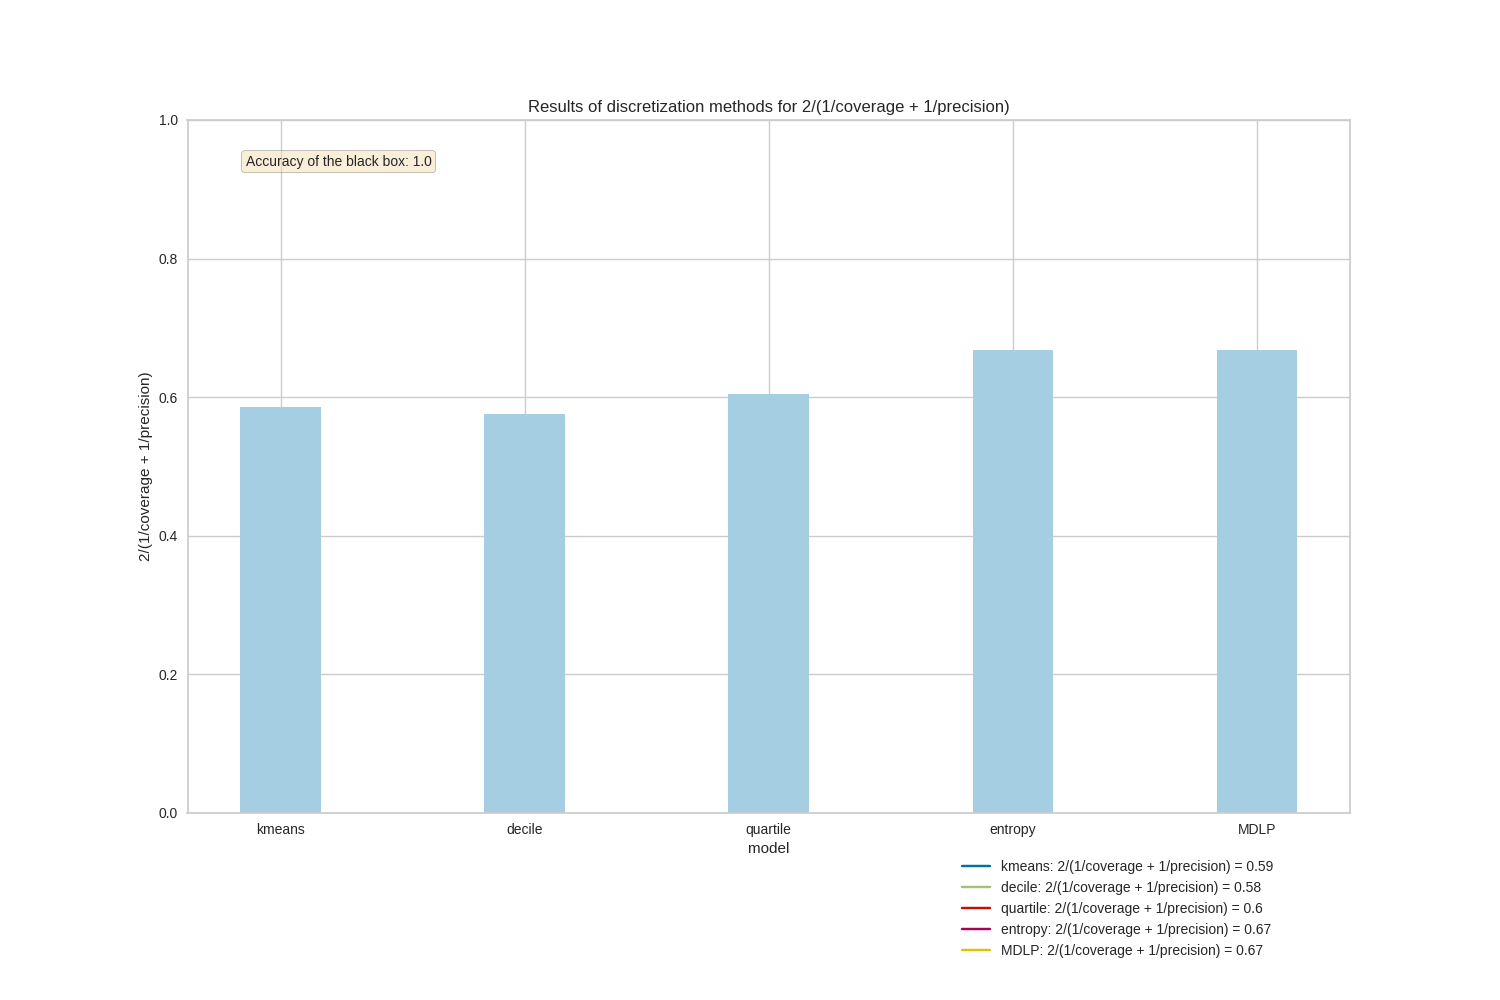 Results of discretization methods for 2/(1/coverage + 1/precision)
1.0
Accuracy of the black box: 1.0
0.8
0.6
0.4
0.2
0.0
2/(1/coverage + 1/precision)
kmeans decile quartile entropy MDLP
model
kmeans: 2/(1/coverage + 1/precision) = 0.59
decile: 2/(1/coverage + 1/precision) = 0.58
quartile: 2/(1/coverage + 1/precision) = 0.6
entropy: 2/(1/coverage + 1/precision) = 0.67
MDLP: 2/(1/coverage + 1/precision) = 0.67